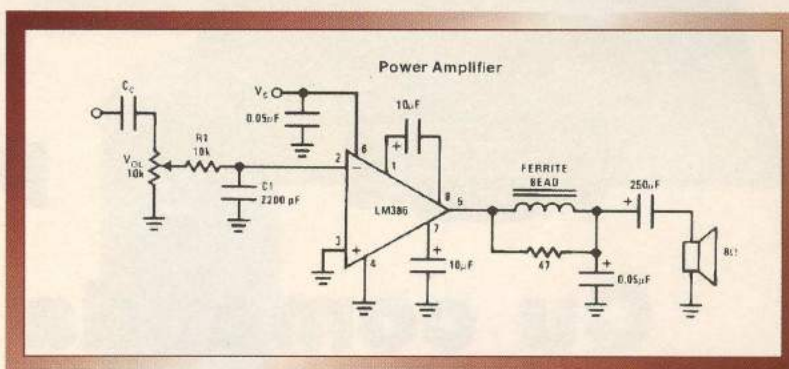 Power Amplifier
Cc
Vs
0.05µF
10µF
6
1
VOL
10k
R1
10k
2
−
C1
2200 pF
LM386
8
5
FERRITE
BEAD
250µF
+
47
0.05µF
+
8Ω
3
+
4
7
+
10µF
+